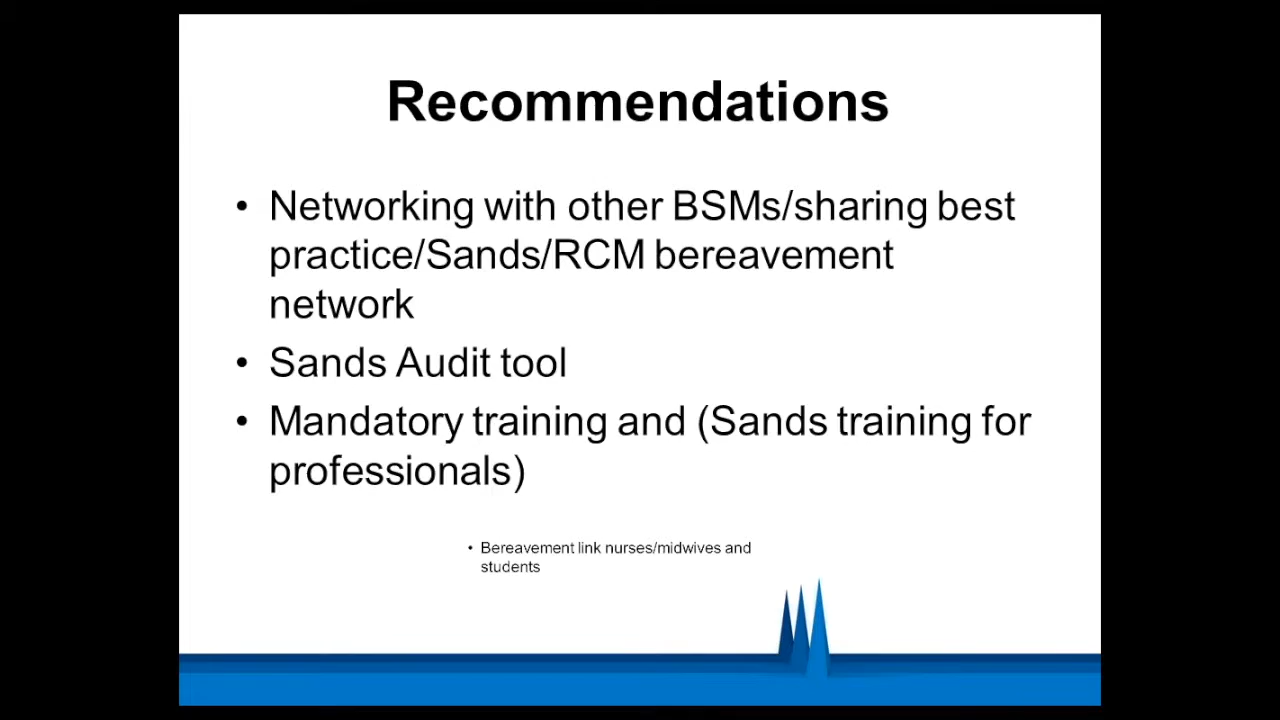 Recommendations
• Networking with other BSMs/sharing best
practice/Sands/RCM bereavement
network
• Sands Audit tool
• Mandatory training and (Sands training for
professionals)
• Bereavement link nurses/midwives and
students